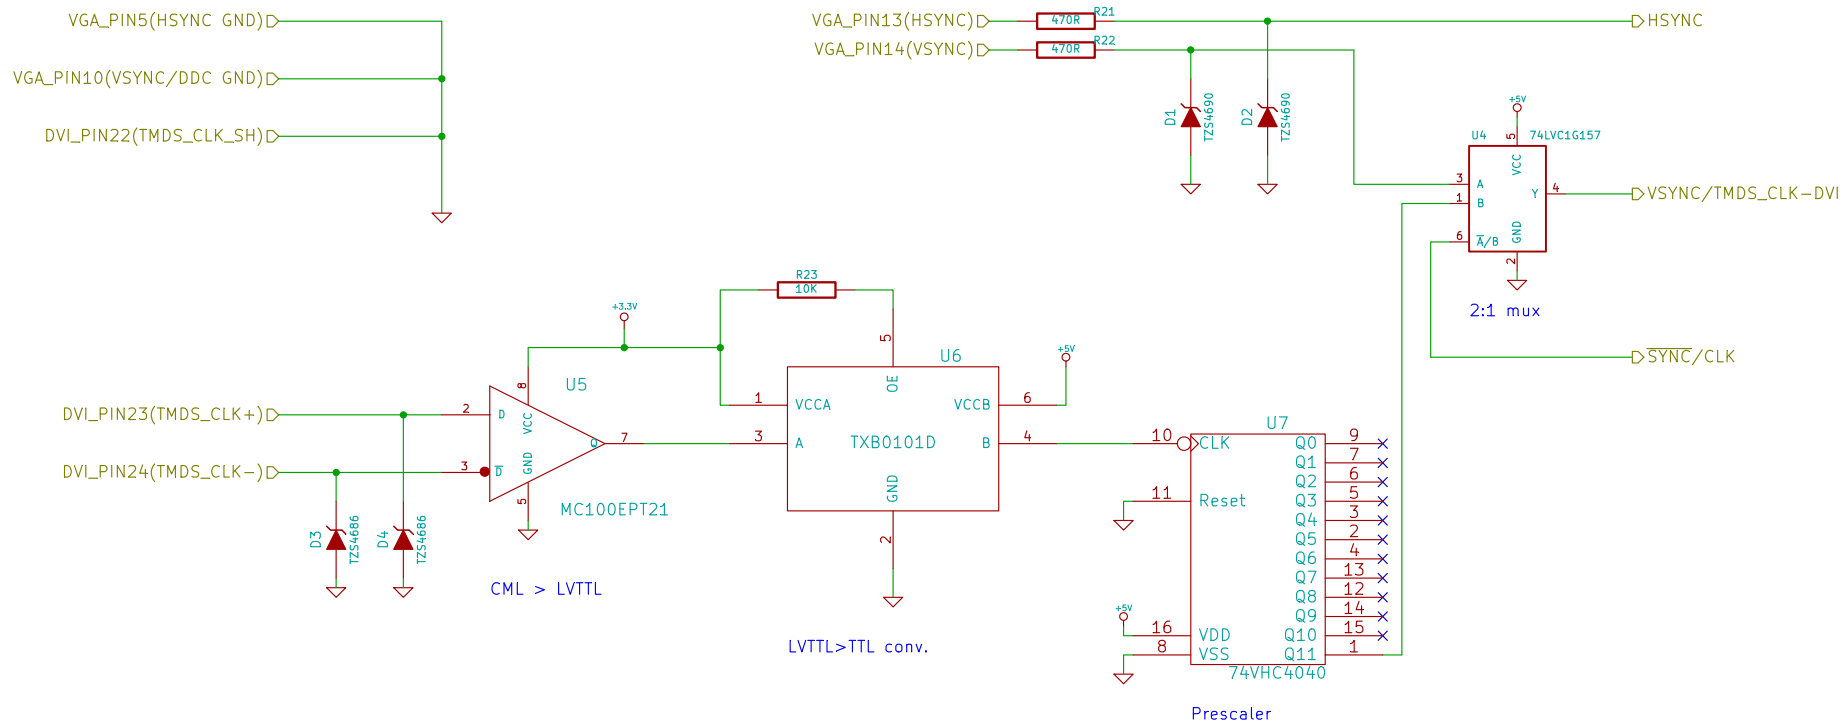 VGA_PIN5(HSYNC GND)
VGA_PIN10(VSYNC/DDC GND)
DVI_PIN22(TMDS_CLK_SH)
VGA_PIN13(HSYNC)
470R
R21
HSYNC
VGA_PIN14(VSYNC)
470R
R22
D1
TZS4690
D2
TZS4690
+5V
U4
74LVC1G157
5
VCC
3
A
1
B
6
A/B
Y
4
GND
2
VSYNC/TMDS_CLK-DVI
2:1 mux
SYNC/CLK
R23
10K
+3.3V
U5
8
VCC
DVI_PIN23(TMDS_CLK+)
2
D
DVI_PIN24(TMDS_CLK-)
3
D
Q
7
GND
5
MC100EPT21
D3
TZS4686
D4
TZS4686
CML > LVTTL
U6
5
OE
1
VCCA
VCCB
6
+5V
3
A
TXB0101D
B
4
GND
2
LVTTL>TTL conv.
U7
10
CLK
11
Reset
+5V
16
VDD
8
VSS
Q0
9
Q1
7
Q2
6
Q3
5
Q4
3
Q5
2
Q6
4
Q7
13
Q8
12
Q9
14
Q10
15
Q11
1
74VHC4040
Prescaler